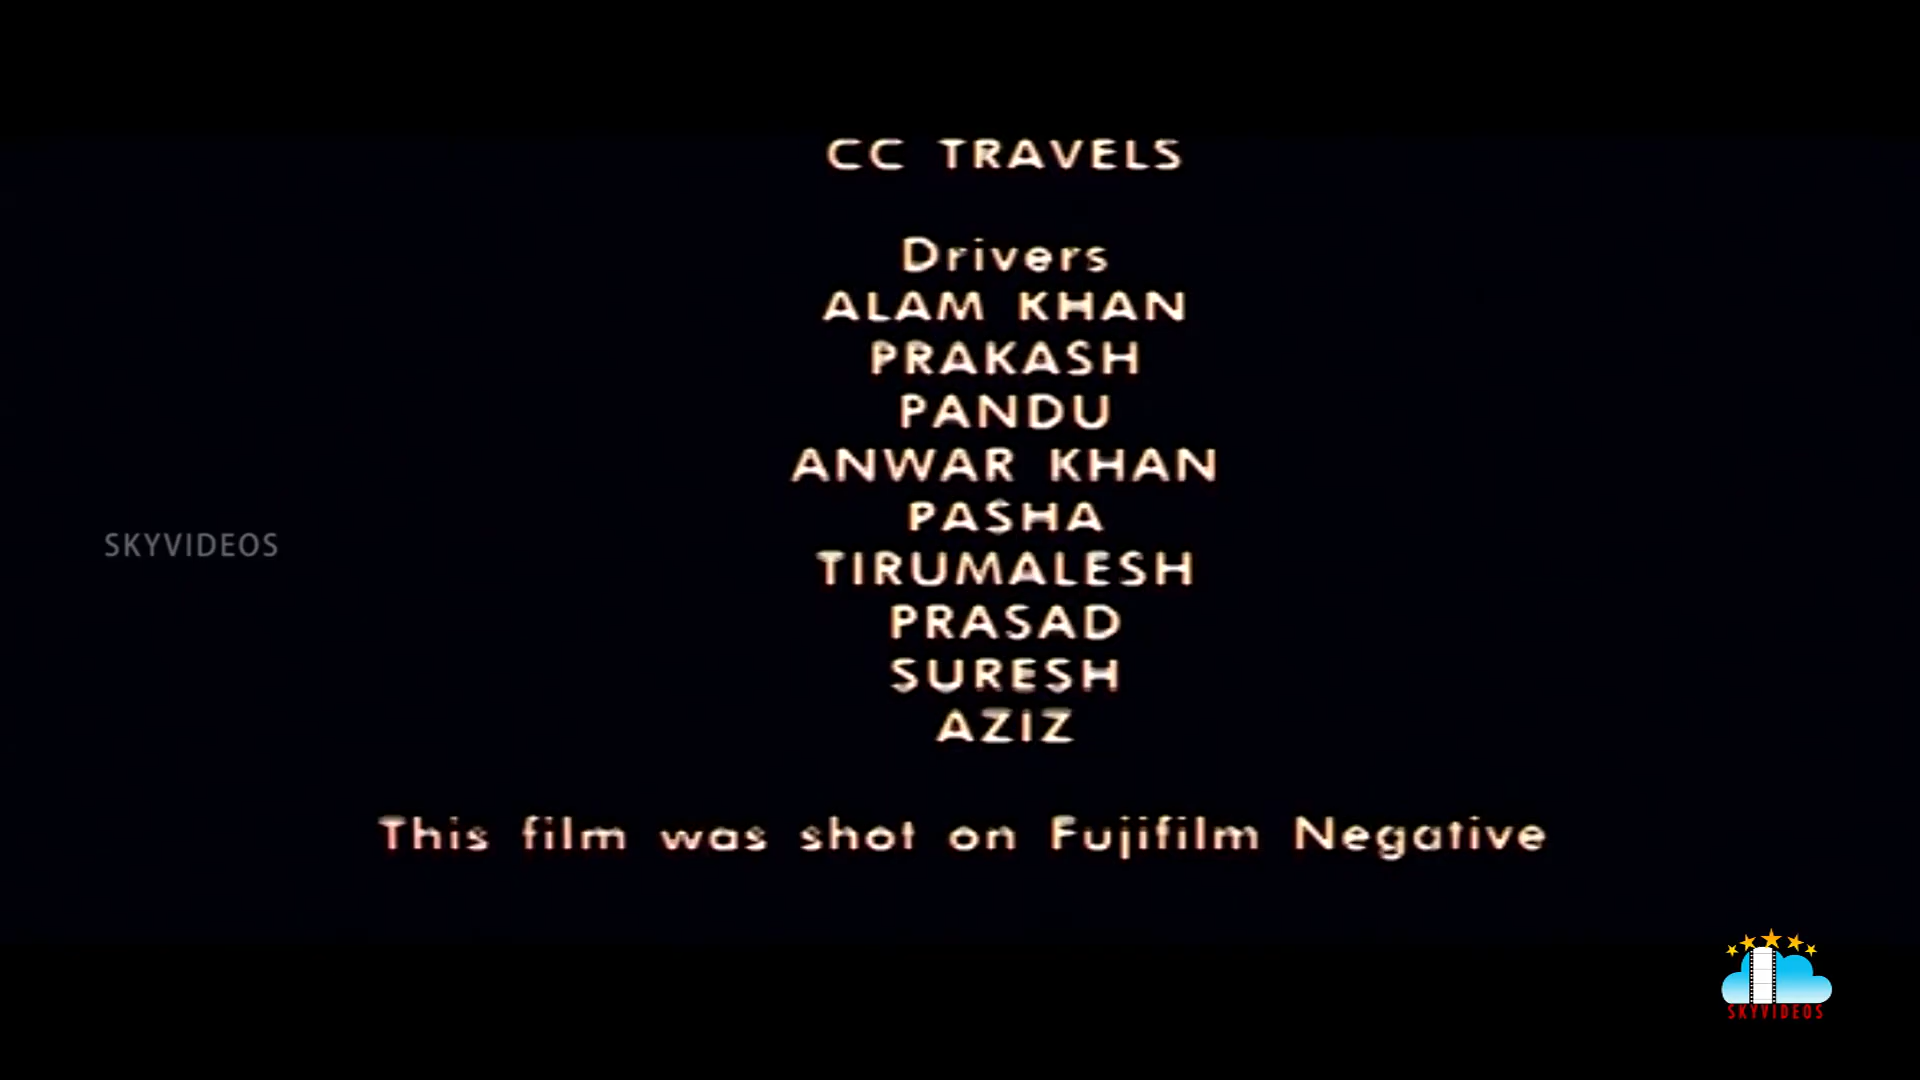 CC TRAVELS
Drivers
ALAM KHAN
PRAKASH
PANDU
ANWAR KHAN
PASHA
TIRUMALESH
PRASAD
SURESH
AZIZ
This film was shot on Fujifilm Negative
SKYVIDEOS
SKYVIDEOS